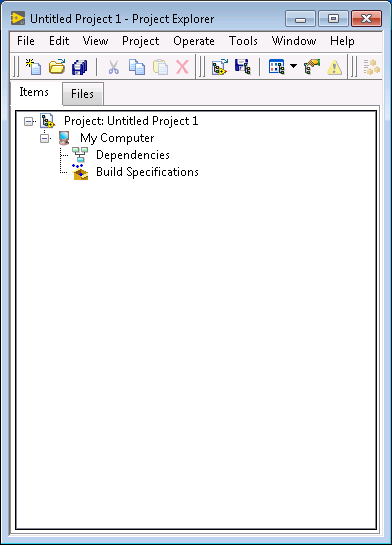 Untitled Project 1 - Project Explorer
File Edit View Project Operate Tools Window Help
Items Files
Project: Untitled Project 1
My Computer
Dependencies
Build Specifications